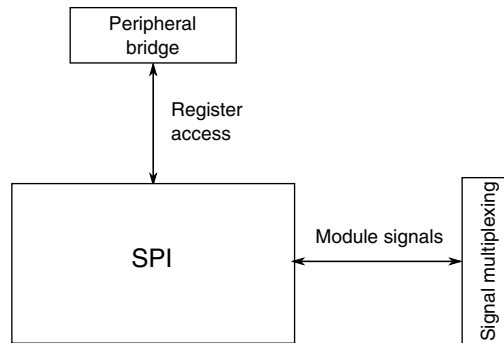 Peripheral
bridge
Register
access
SPI
Module signals
Signal multiplexing